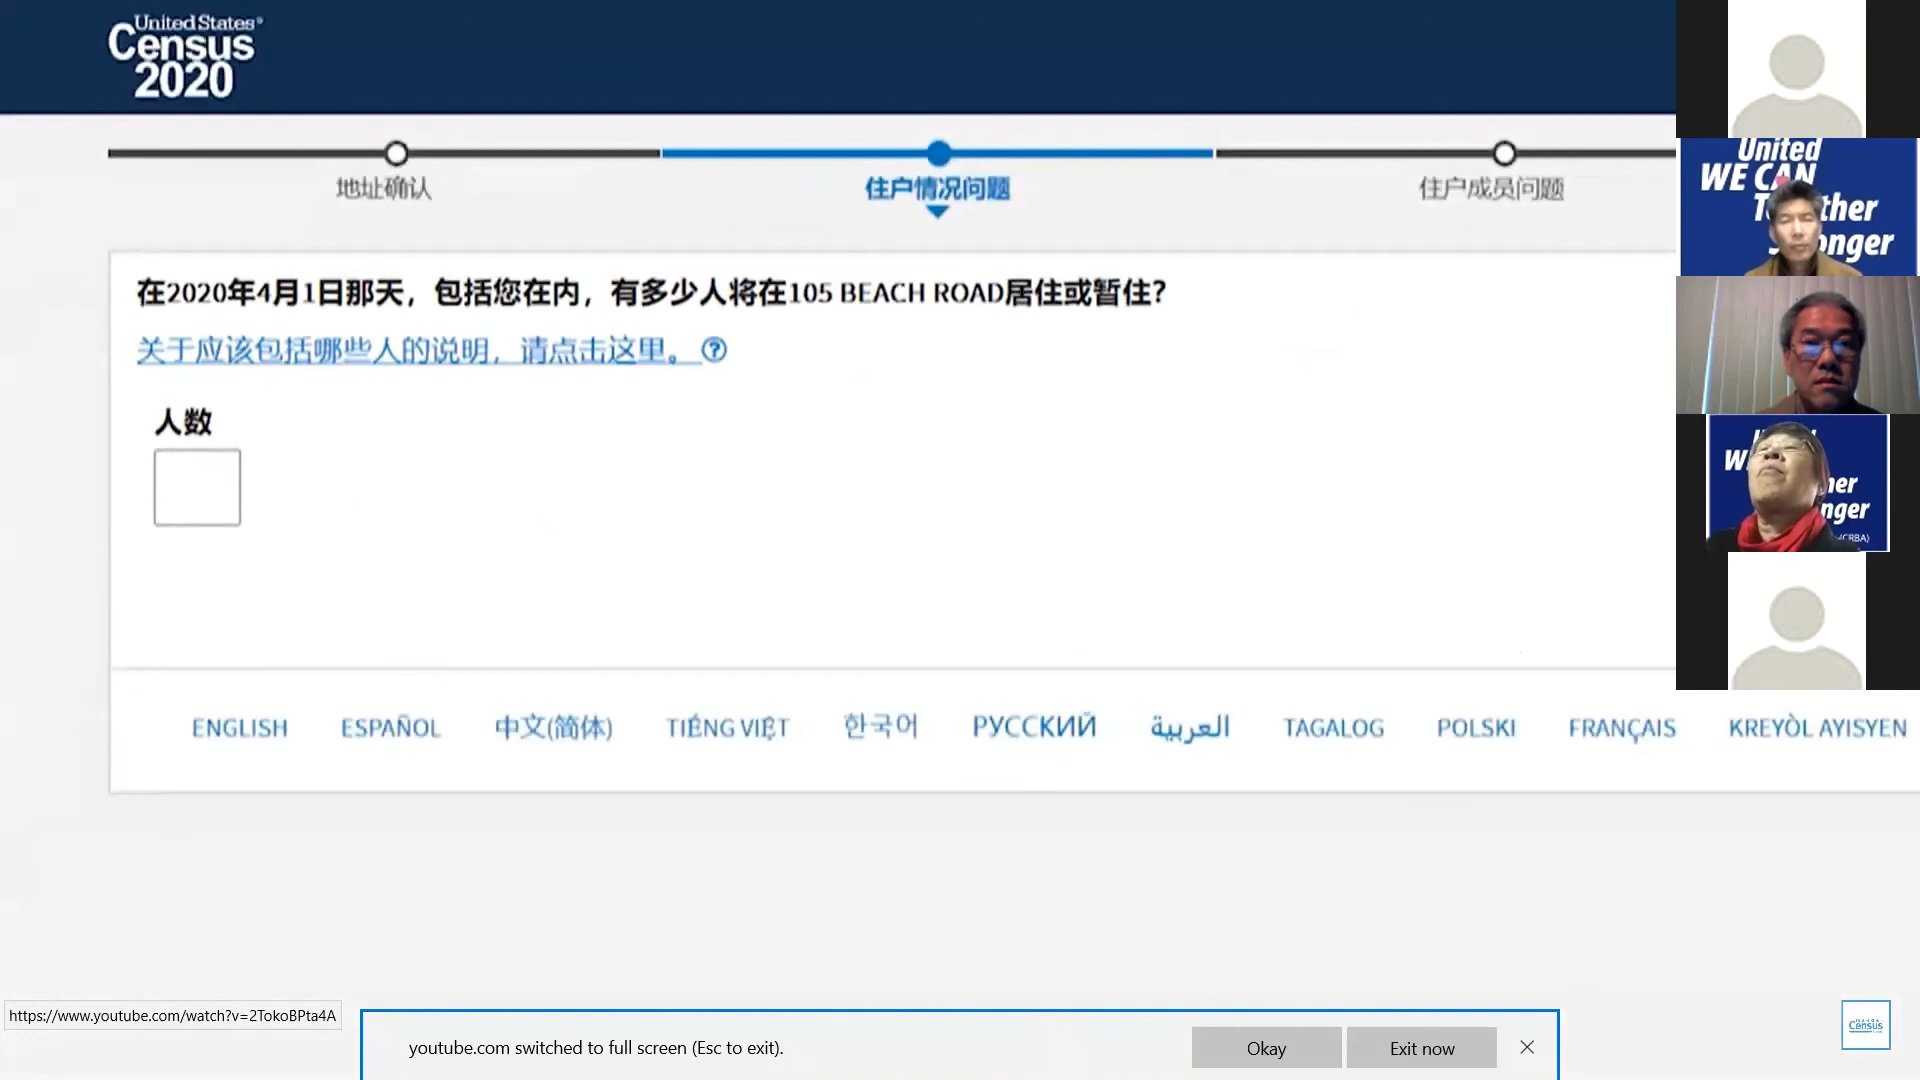 United States®
Census
2020
地址确认
住户情况问题
住户成员问题
在2020年4月1日那天，包括您在内，有多少人将在105 BEACH ROAD居住或暂住？
关于应该包括哪些人的说明，请点击这里。
人数
ENGLISH ESPAÑOL 中文(简体) TIẾNG VIỆT 한국어 РУССКИЙ العربية TAGALOG POLSKI FRANÇAIS KREYÒL AYISYEN
United
WE CAN
Stronger
(CRBA)
https://www.youtube.com/watch?v=2TokoBPta4A
youtube.com switched to full screen (Esc to exit).
Okay
Exit now
Census